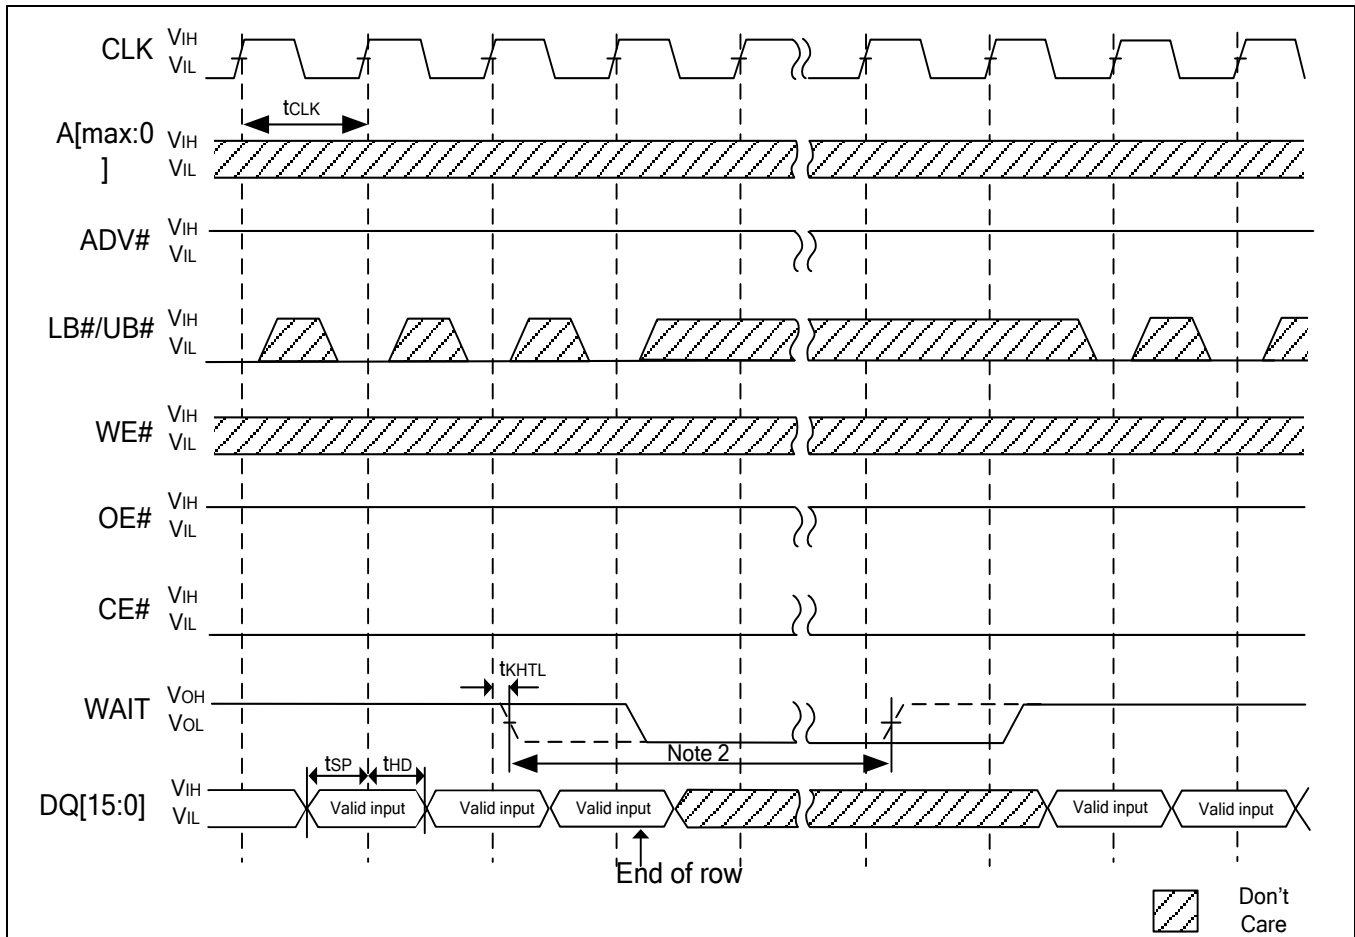 CLK VIH
VIL
tCLK
A[max:0
]
VIH
VIL
ADV# VIH
VIL
LB#/UB# VIH
VIL
WE# VIH
VIL
OE# VIH
VIL
CE# VIH
VIL
tKHTL
WAIT VOH
VOL
Note 2
tSP tHD
DQ[15:0] VIH
VIL
Valid input Valid input Valid input Valid input Valid input
End of row
Don't
Care